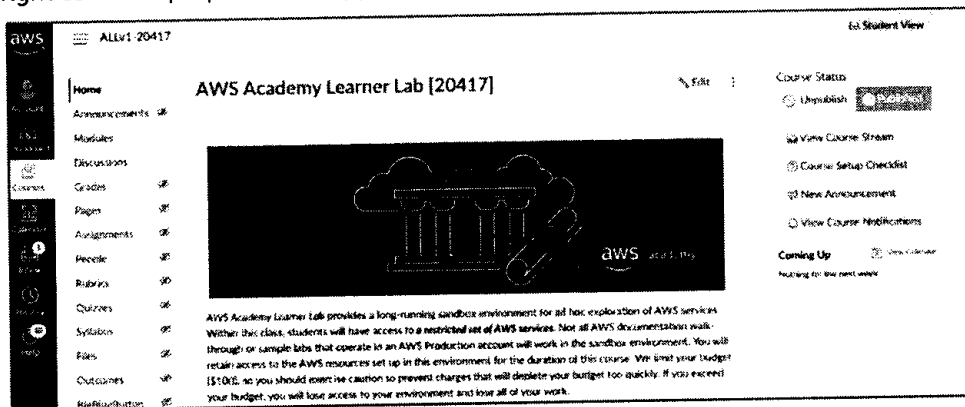 aws
ALLv1-20417
Student View
Home
Announcements
Modules
Discussions
Grades
Pages
Assignments
People
Rubrics
Quizzes
Syllabus
Files
Outcomes
BigBlueButton
Account
Courses
Calendar
Inbox
History
Help
AWS Academy Learner Lab [20417]
Edit
aws academy
AWS Academy Learner Lab provides a long-running sandbox environment for ad hoc exploration of AWS services
Within this class, students will have access to a restricted set of AWS services. Not all AWS documentation walk-
through or sample labs that operate in an AWS Production account will work in the sandbox environment. You will
retain access to the AWS resources set up in this environment for the duration of this course. We limit your budget
($100), so you should exercise caution to prevent charges that will deplete your budget too quickly. If you exceed
your budget, you will lose access to your environment and lose all of your work.
Course Status
Unpublish
Published
View Course Stream
Course Setup Checklist
New Announcement
View Course Notifications
Coming Up
View Calendar
Nothing for the next week